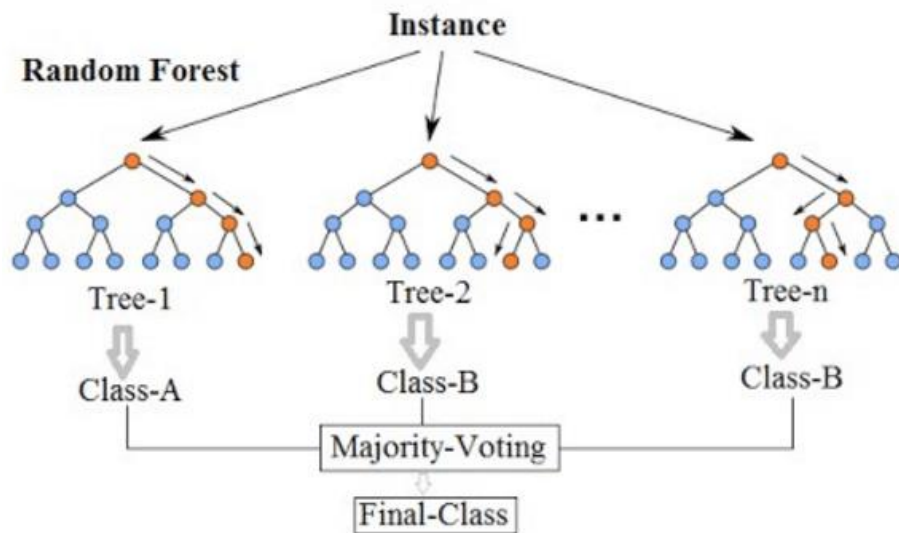 Instance
Random Forest
...
Tree-1
Tree-2
Tree-n
Class-A
Class-B
Class-B
Majority-Voting
Final-Class